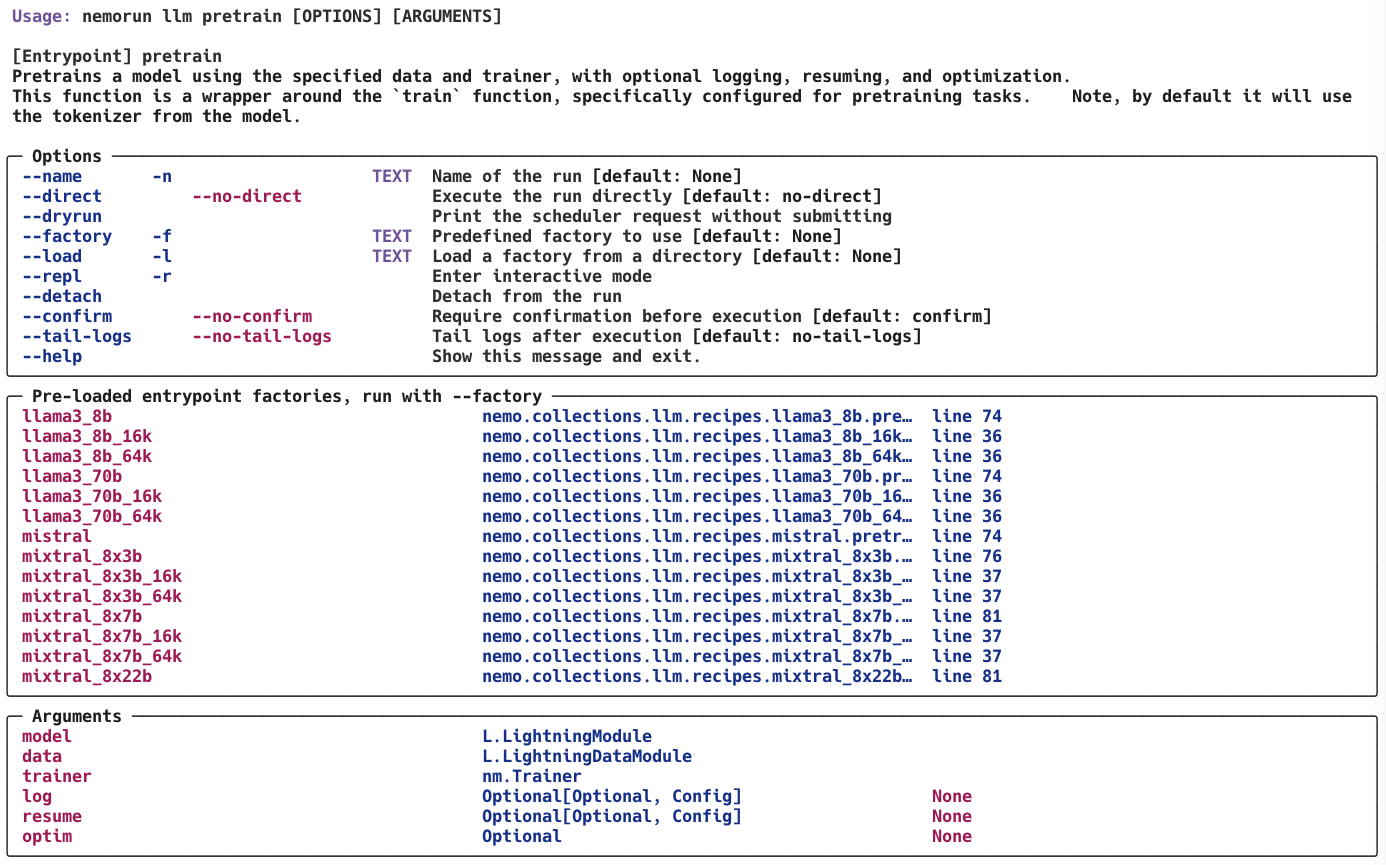 Usage: nemorun llm pretrain [OPTIONS] [ARGUMENTS]
[Entrypoint] pretrain
Pretrains a model using the specified data and trainer, with optional logging, resuming, and optimization.
This function is a wrapper around the `train` function, specifically configured for pretraining tasks.    Note, by default it will use
the tokenizer from the model.
Options
--name -n TEXT Name of the run [default: None]
--direct --no-direct Execute the run directly [default: no-direct]
--dryrun Print the scheduler request without submitting
--factory -f TEXT Predefined factory to use [default: None]
--load -l TEXT Load a factory from a directory [default: None]
--repl -r Enter interactive mode
--detach Detach from the run
--confirm --no-confirm Require confirmation before execution [default: confirm]
--tail-logs --no-tail-logs Tail logs after execution [default: no-tail-logs]
--help Show this message and exit.
Pre-loaded entrypoint factories, run with --factory
llama3_8b nemo.collections.llm.recipes.llama3_8b.pre… line 74
llama3_8b_16k nemo.collections.llm.recipes.llama3_8b_16k… line 36
llama3_8b_64k nemo.collections.llm.recipes.llama3_8b_64k… line 36
llama3_70b nemo.collections.llm.recipes.llama3_70b.pr… line 74
llama3_70b_16k nemo.collections.llm.recipes.llama3_70b_16… line 36
llama3_70b_64k nemo.collections.llm.recipes.llama3_70b_64… line 36
mistral nemo.collections.llm.recipes.mistral.pretr… line 74
mixtral_8x3b nemo.collections.llm.recipes.mixtral_8x3b.… line 76
mixtral_8x3b_16k nemo.collections.llm.recipes.mixtral_8x3b_… line 37
mixtral_8x3b_64k nemo.collections.llm.recipes.mixtral_8x3b_… line 37
mixtral_8x7b nemo.collections.llm.recipes.mixtral_8x7b.… line 81
mixtral_8x7b_16k nemo.collections.llm.recipes.mixtral_8x7b_… line 37
mixtral_8x7b_64k nemo.collections.llm.recipes.mixtral_8x7b_… line 37
mixtral_8x22b nemo.collections.llm.recipes.mixtral_8x22b… line 81
Arguments
model L.LightningModule
data L.LightningDataModule
trainer nm.Trainer
log Optional[Optional, Config] None
resume Optional[Optional, Config] None
optim Optional None